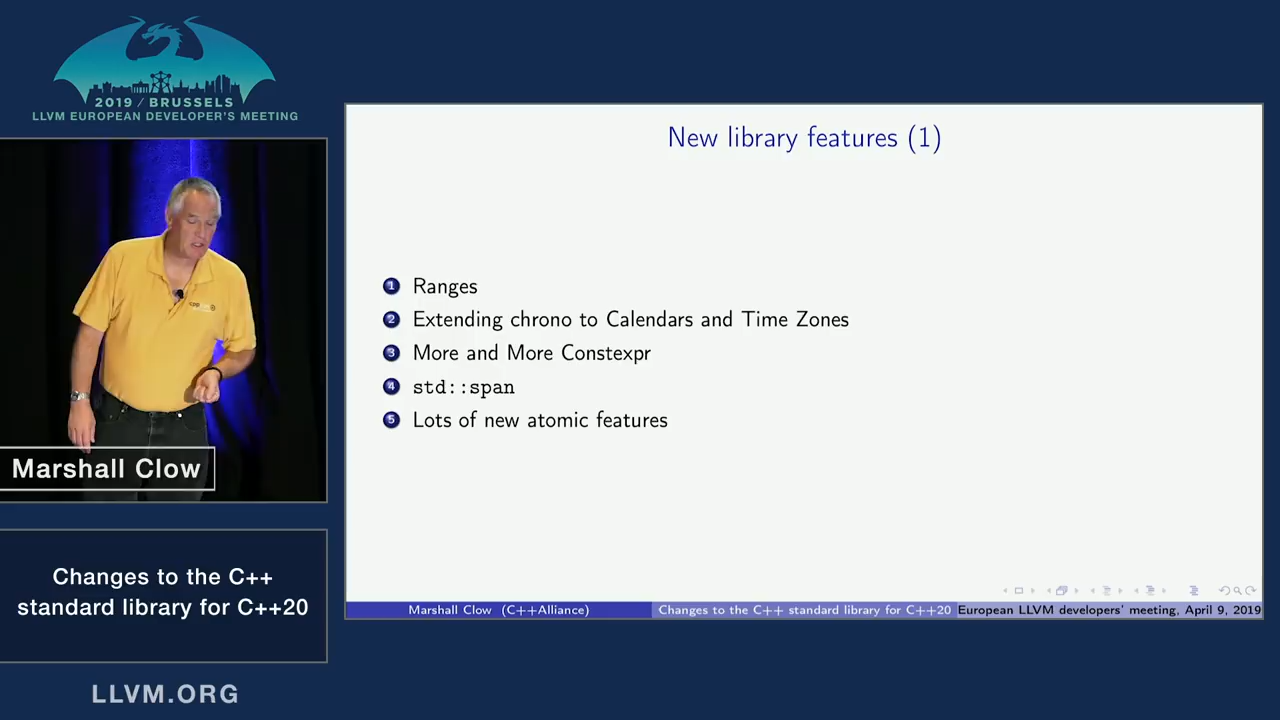 2019 / BRUSSELS
LLVM EUROPEAN DEVELOPER'S MEETING
Marshall Clow
Changes to the C++
standard library for C++20
LLVM.ORG
New library features (1)
1 Ranges
2 Extending chrono to Calendars and Time Zones
3 More and More Constexpr
4 std::span
5 Lots of new atomic features
Marshall Clow (C++Alliance) Changes to the C++ standard library for C++20 European LLVM developers' meeting, April 9, 2019